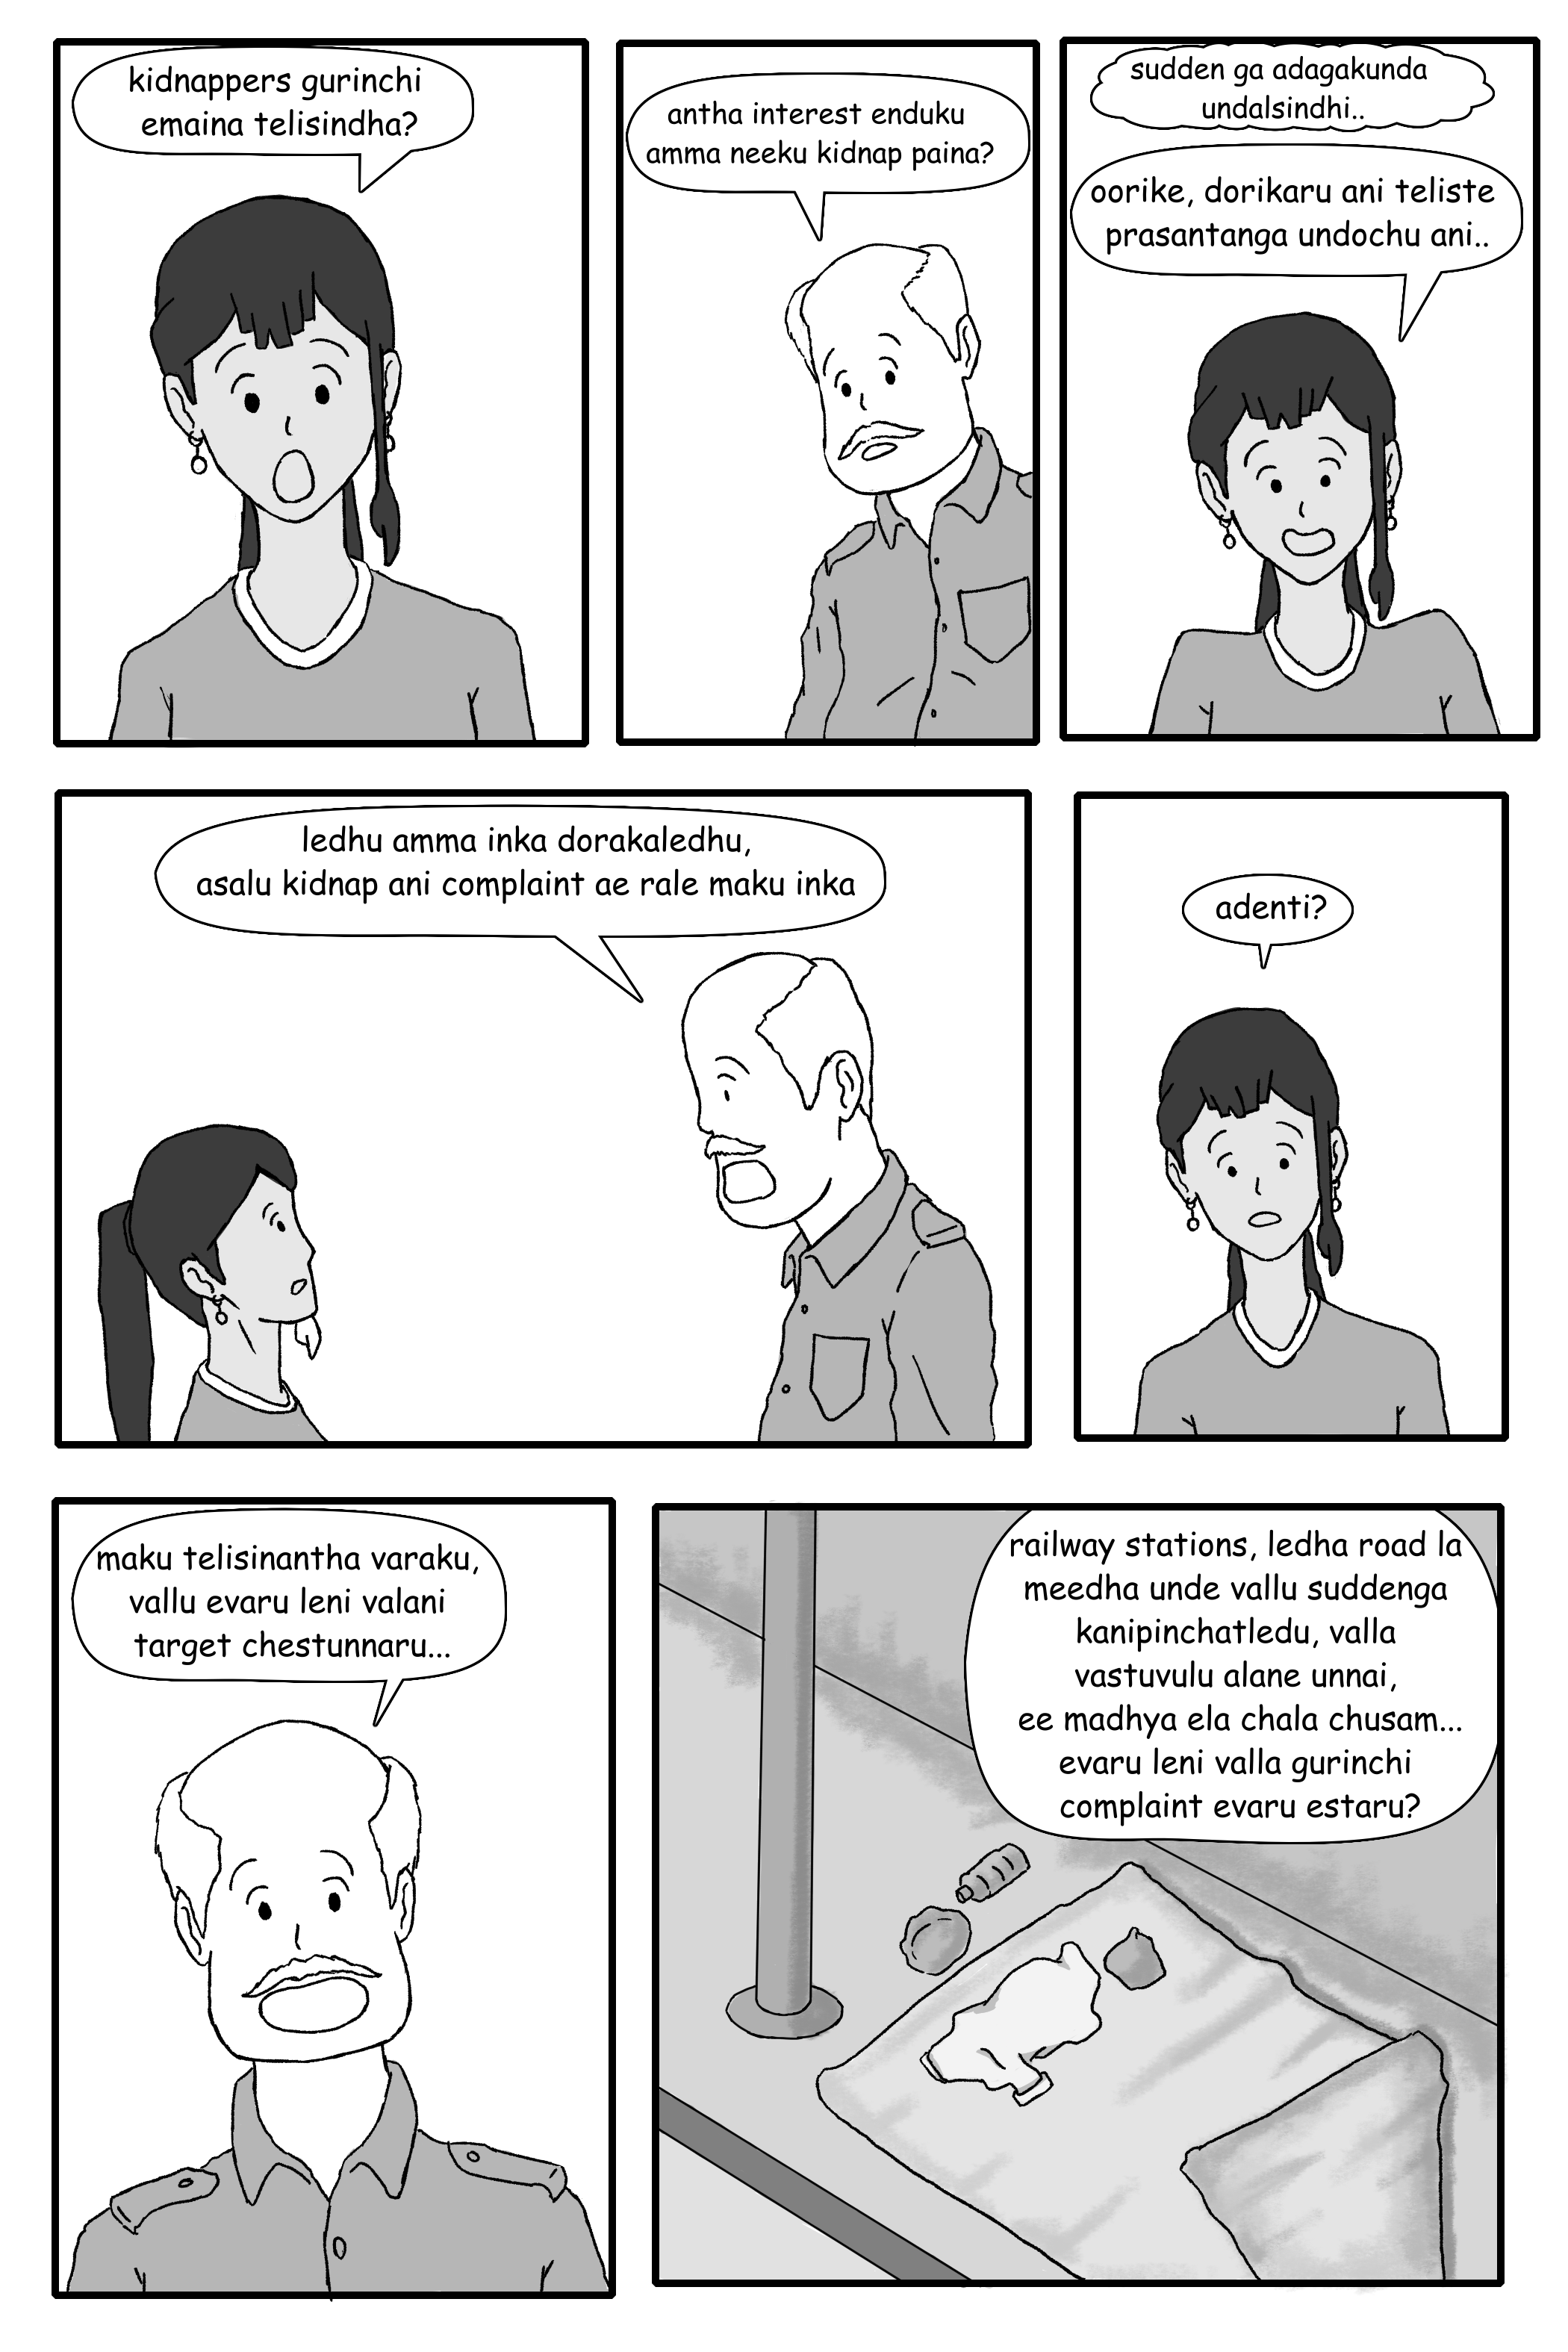 kidnappers gurinchi
emaina telisindha?
antha interest enduku
amma neeku kidnap paina?
sudden ga adagakunda
undalsindhi..
oorike, dorikaru ani teliste
prasantanga undochu ani..
ledhu amma inka dorakaledhu,
asalu kidnap ani complaint ae rale maku inka
adenti?
maku telisinantha varaku,
vallu evaru leni valani
target chestunnaru...
railway stations, ledha road la
meedha unde vallu suddenga
kanipinchatledu, valla
vastuvulu alane unnai,
ee madhya ela chala chusam...
evaru leni valla gurinchi
complaint evaru estaru?